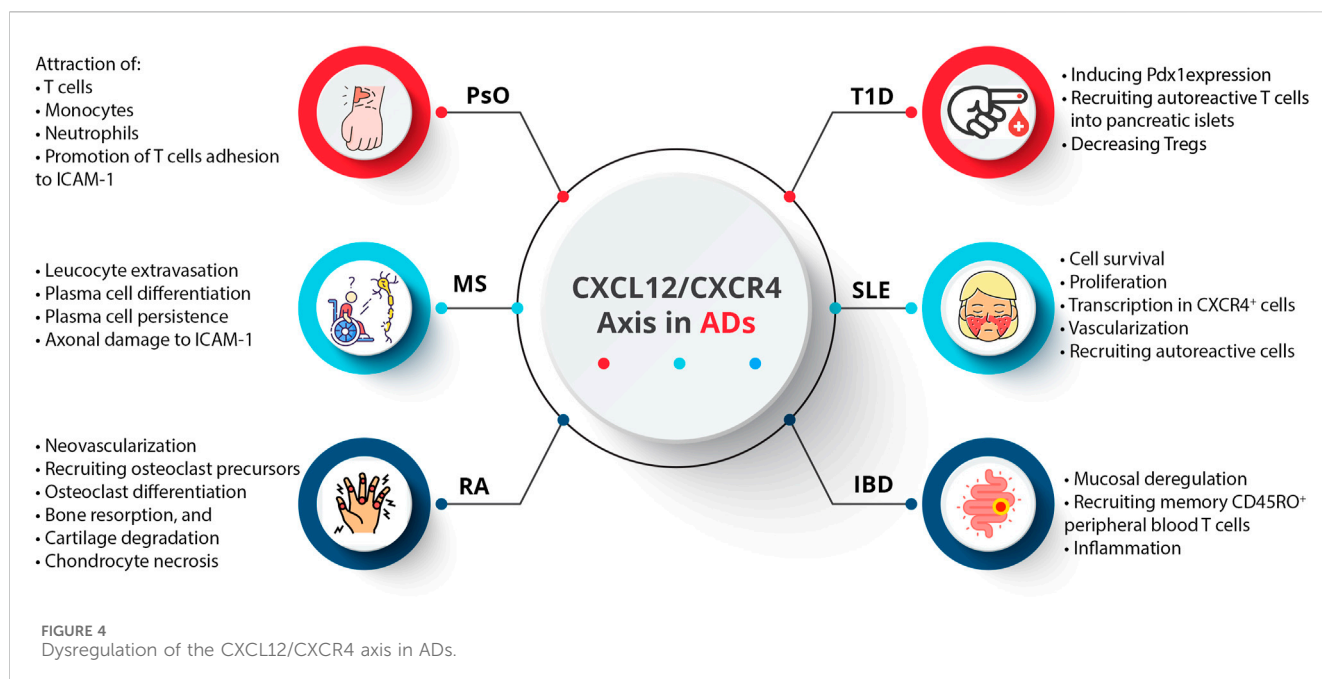 Attraction of:
• T cells
• Monocytes
• Neutrophils
• Promotion of T cells adhesion
to ICAM-1
PsO
T1D
• Inducing Pdx1expression
• Recruiting autoreactive T cells
into pancreatic islets
• Decreasing Tregs
• Leucocyte extravasation
• Plasma cell differentiation
• Plasma cell persistence
• Axonal damage to ICAM-1
?
MS
CXCL12/CXCR4
Axis in ADs
SLE
• Cell survival
• Proliferation
• Transcription in CXCR4⁺ cells
• Vascularization
• Recruiting autoreactive cells
• Neovascularization
• Recruiting osteoclast precursors
• Osteoclast differentiation
• Bone resorption, and
• Cartilage degradation
• Chondrocyte necrosis
RA
IBD
• Mucosal deregulation
• Recruiting memory CD45RO⁺
peripheral blood T cells
• Inflammation
FIGURE 4
Dysregulation of the CXCL12/CXCR4 axis in ADs.